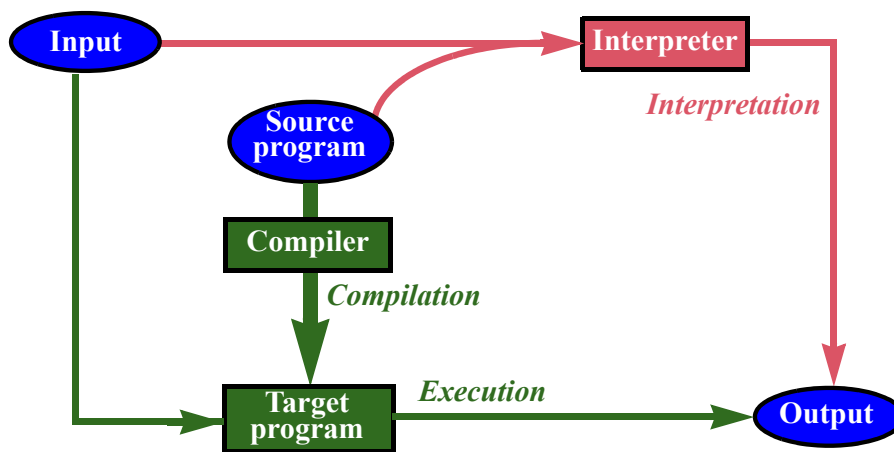 Input
Interpreter
Interpretation
Source
program
Compiler
Compilation
Target
program
Execution
Output